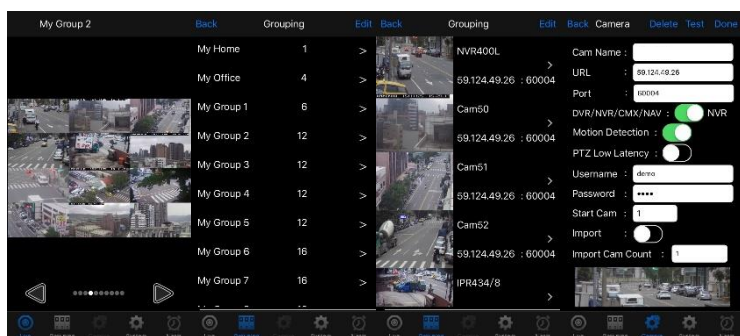 My Group 2
Back Grouping Edit
My Home 1 >
My Office 4 >
My Group 1 6 >
My Group 2 12 >
My Group 3 12 >
My Group 4 12 >
My Group 5 12 >
My Group 6 16 >
My Group 7 16 >
Back Grouping Edit
NVR400L
>
59.124.49.26 : 60004
Cam50
>
59.124.49.26 : 60004
Cam51
>
59.124.49.26 : 60004
Cam52
>
59.124.49.26 : 60004
IPR434/8
>
Back Camera Delete Test Done
Cam Name :
URL : 59.124.49.26
Port : 60004
DVR/NVR/CMX/NAV : NVR
Motion Detection :
PTZ Low Latency :
Username : demo
Password : ••••
Start Cam : 1
Import :
Import Cam Count : 1